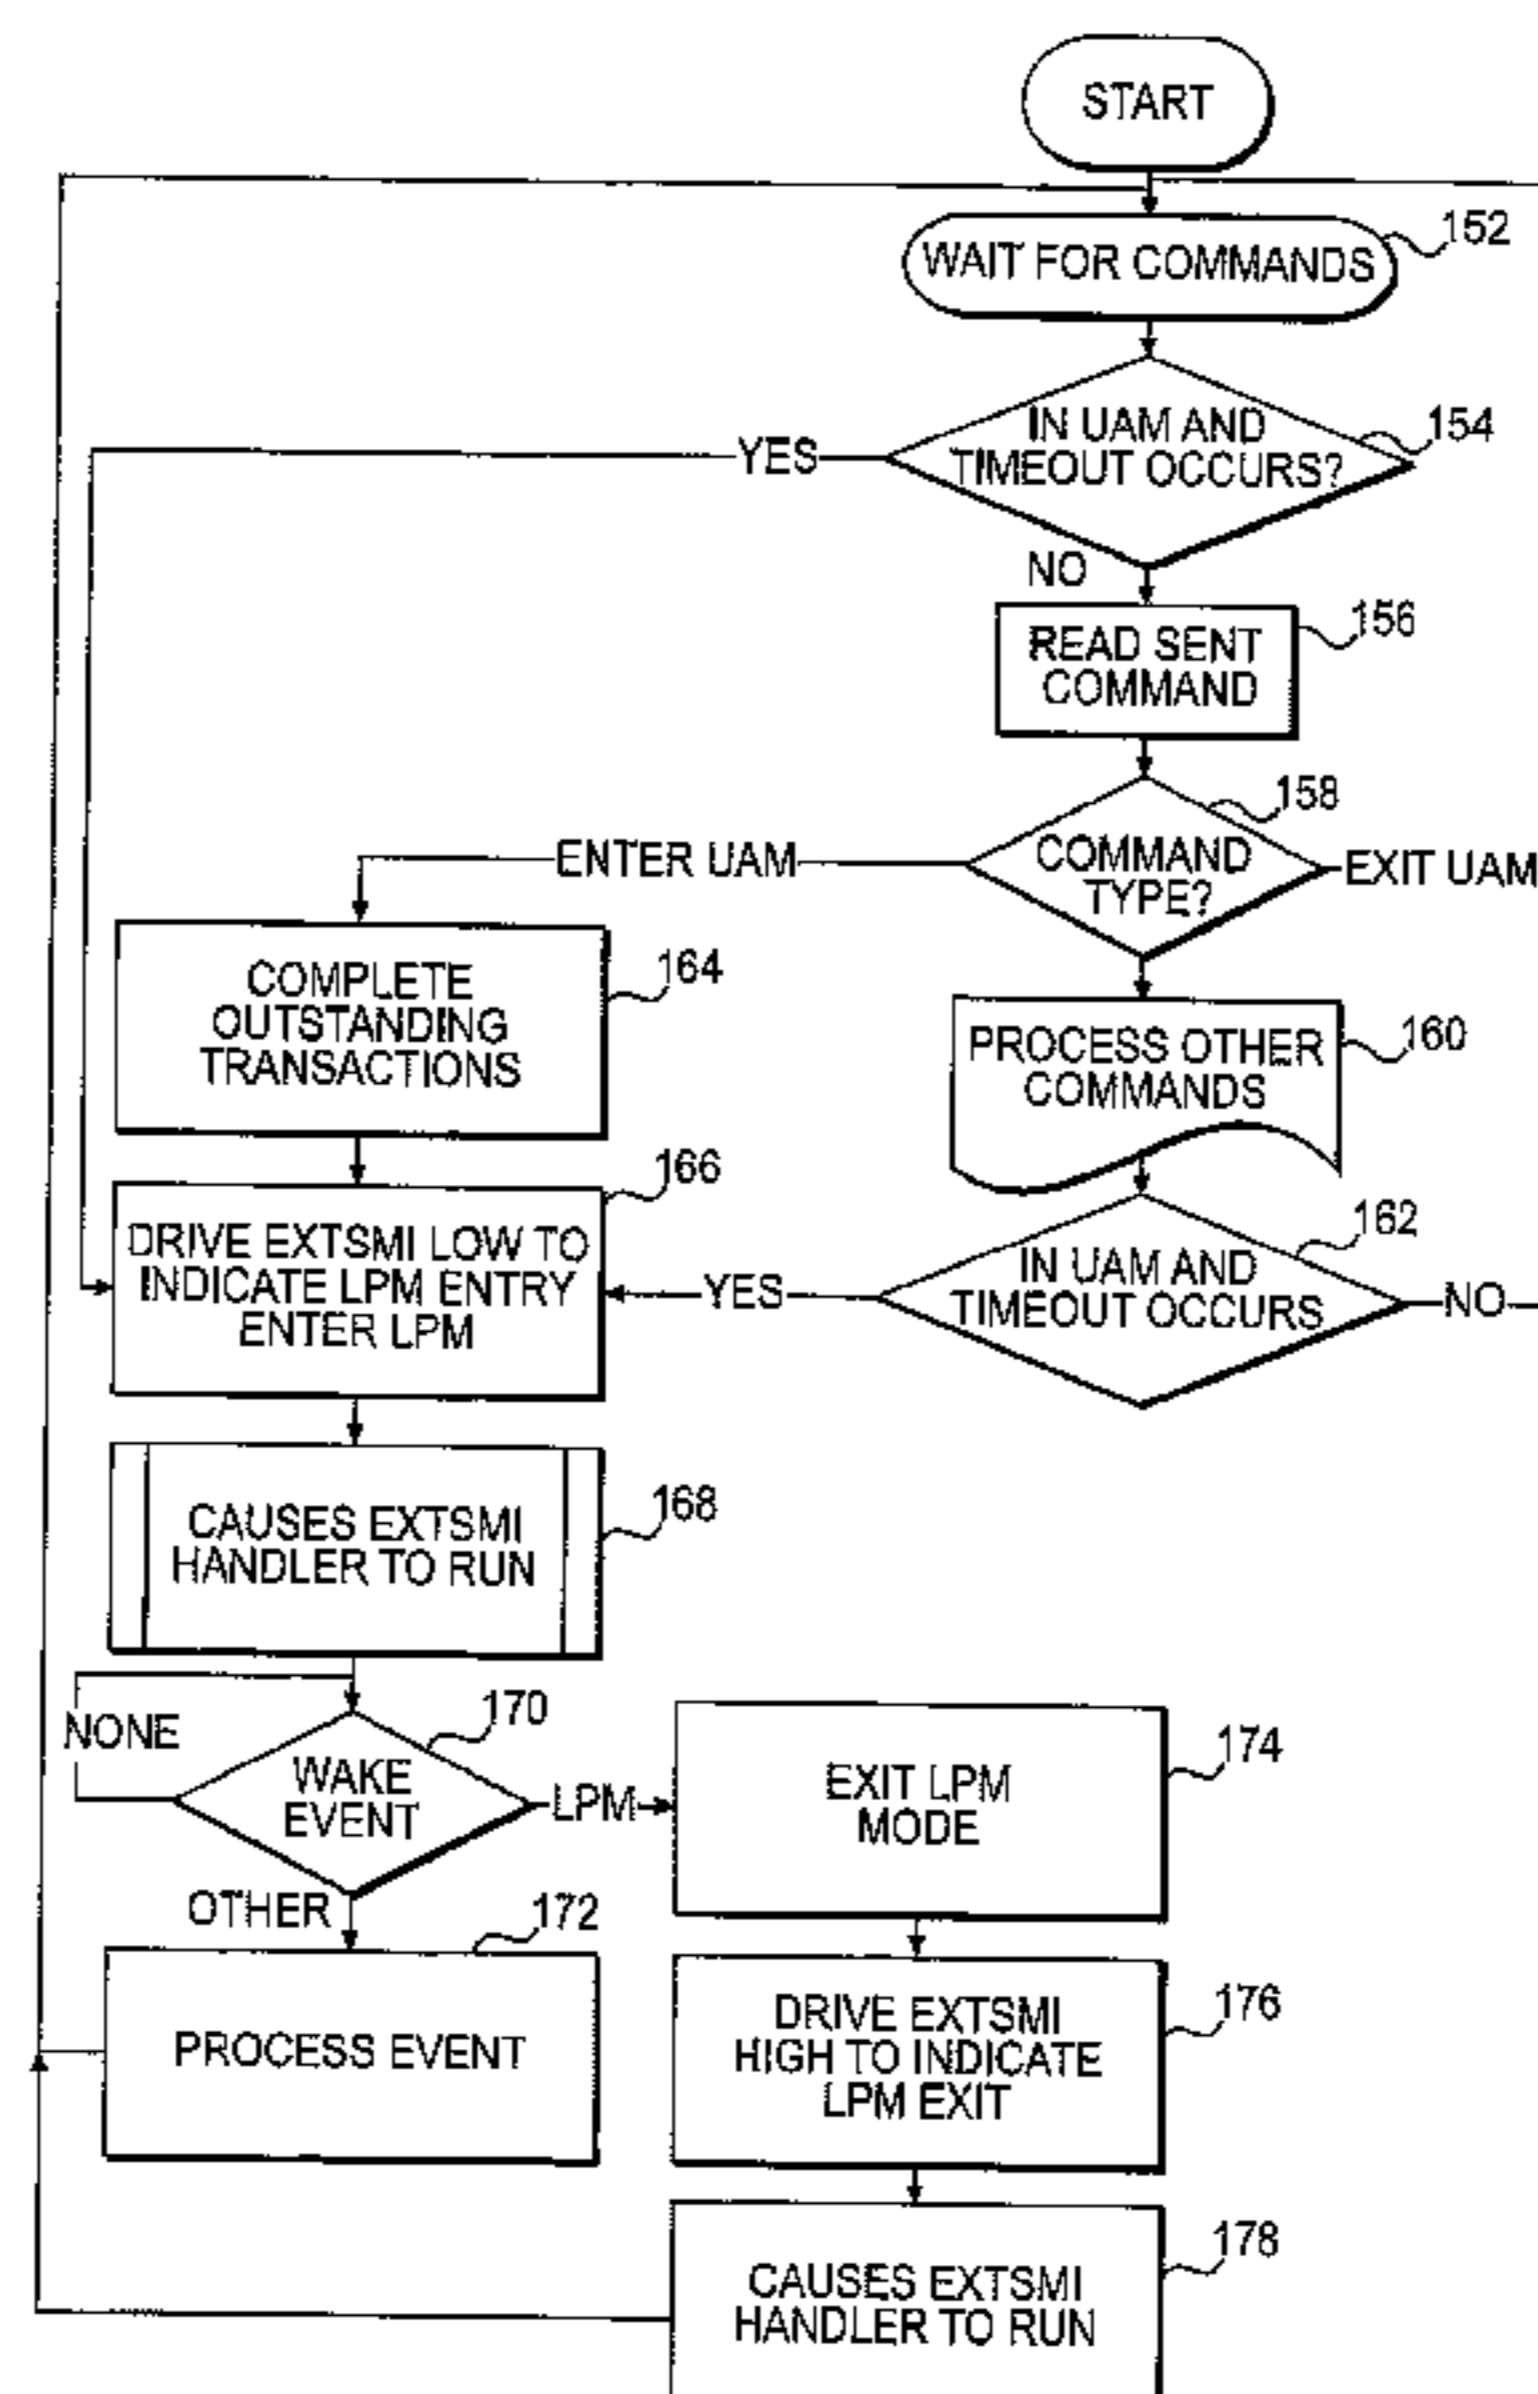 START
WAIT FOR COMMANDS
152
IN UAM AND
TIMEOUT OCCURS?
154
YES
NO
READ SENT
COMMAND
156
COMMAND
TYPE?
158
ENTER UAM
EXIT UAM
COMPLETE
OUTSTANDING
TRANSACTIONS
164
PROCESS OTHER
COMMANDS
160
DRIVE EXTSMI LOW TO
INDICATE LPM ENTRY
ENTER LPM
166
YES
IN UAM AND
TIMEOUT OCCURS
162
NO
CAUSES EXTSMI
HANDLER TO RUN
168
NONE
WAKE
EVENT
170
LPM
EXIT LPM
MODE
174
OTHER
PROCESS EVENT
172
DRIVE EXTSMI
HIGH TO INDICATE
LPM EXIT
176
CAUSES EXTSMI
HANDLER TO RUN
178